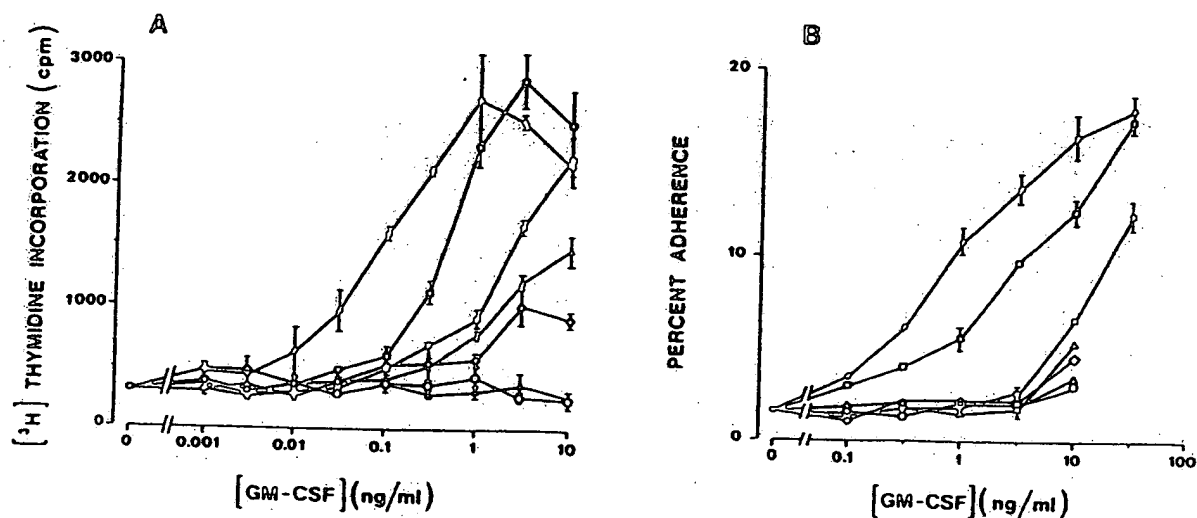 A
[³H] THYMIDINE INCORPORATION (cpm)
3000
2000
1000
0
0 0.001 0.01 0.1 1 10
[GM-CSF] (ng/ml)
B
PERCENT ADHERENCE
20
10
0
0 0.1 1 10 100
[GM-CSF] (ng/ml)